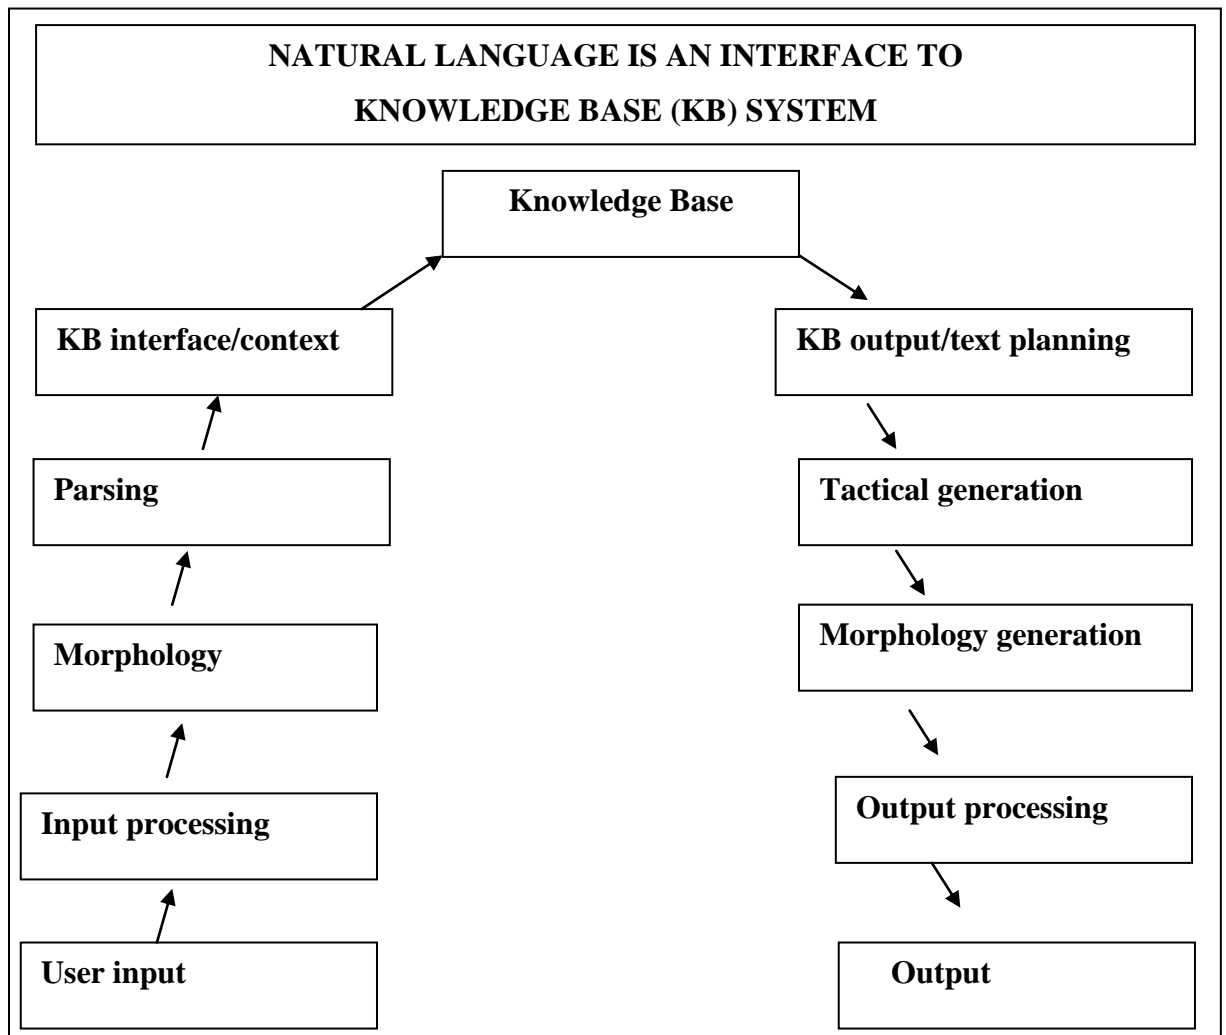 NATURAL LANGUAGE IS AN INTERFACE TO
KNOWLEDGE BASE (KB) SYSTEM
Knowledge Base
KB interface/context
KB output/text planning
Parsing
Tactical generation
Morphology
Morphology generation
Input processing
Output processing
User input
Output